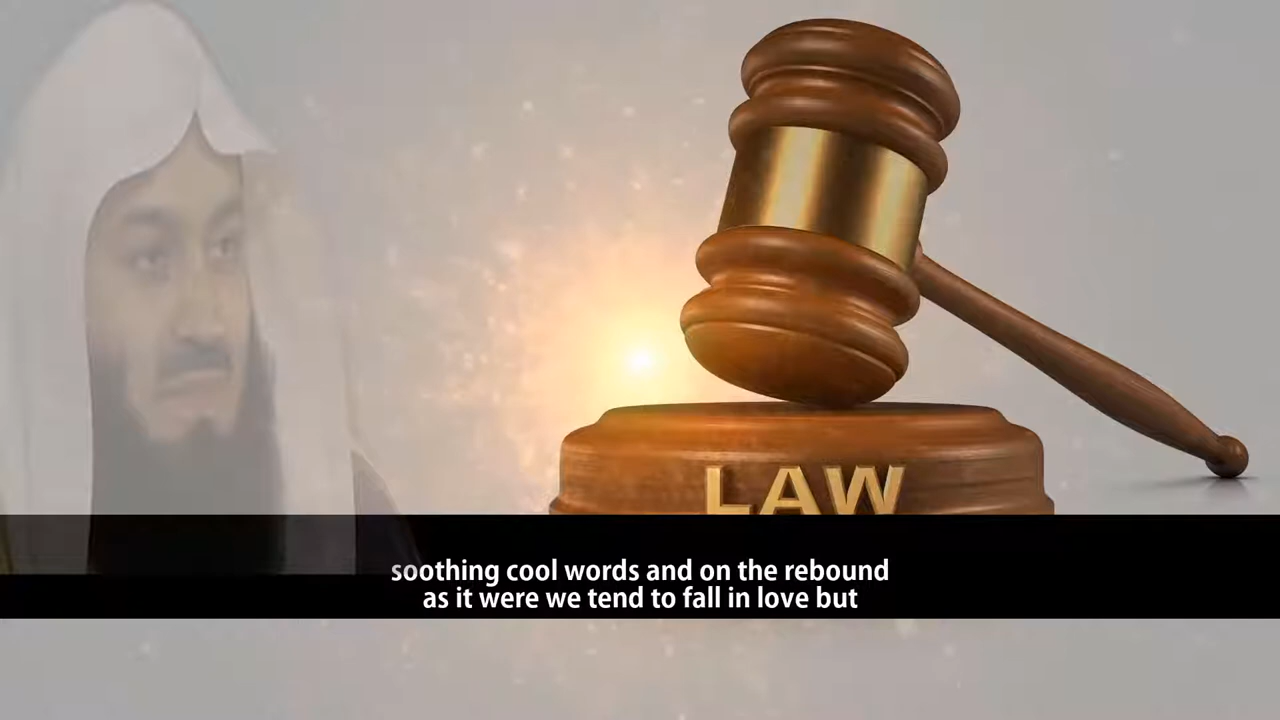 LAW
soothing cool words and on the rebound
as it were we tend to fall in love but